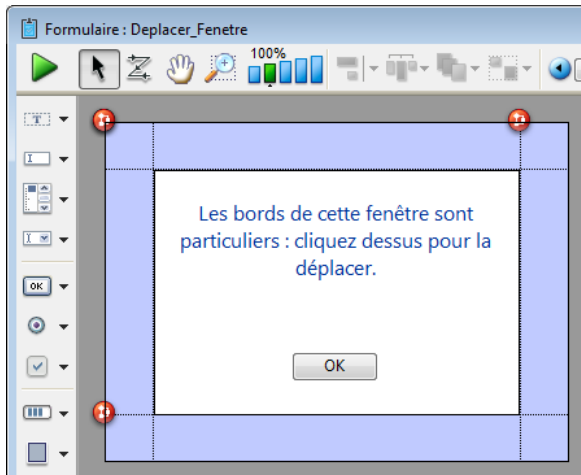 Formulaire : Deplacer_Fenetre
100%
T
I
I
OK
Les bords de cette fenêtre sont
particuliers : cliquez dessus pour la
déplacer.
OK